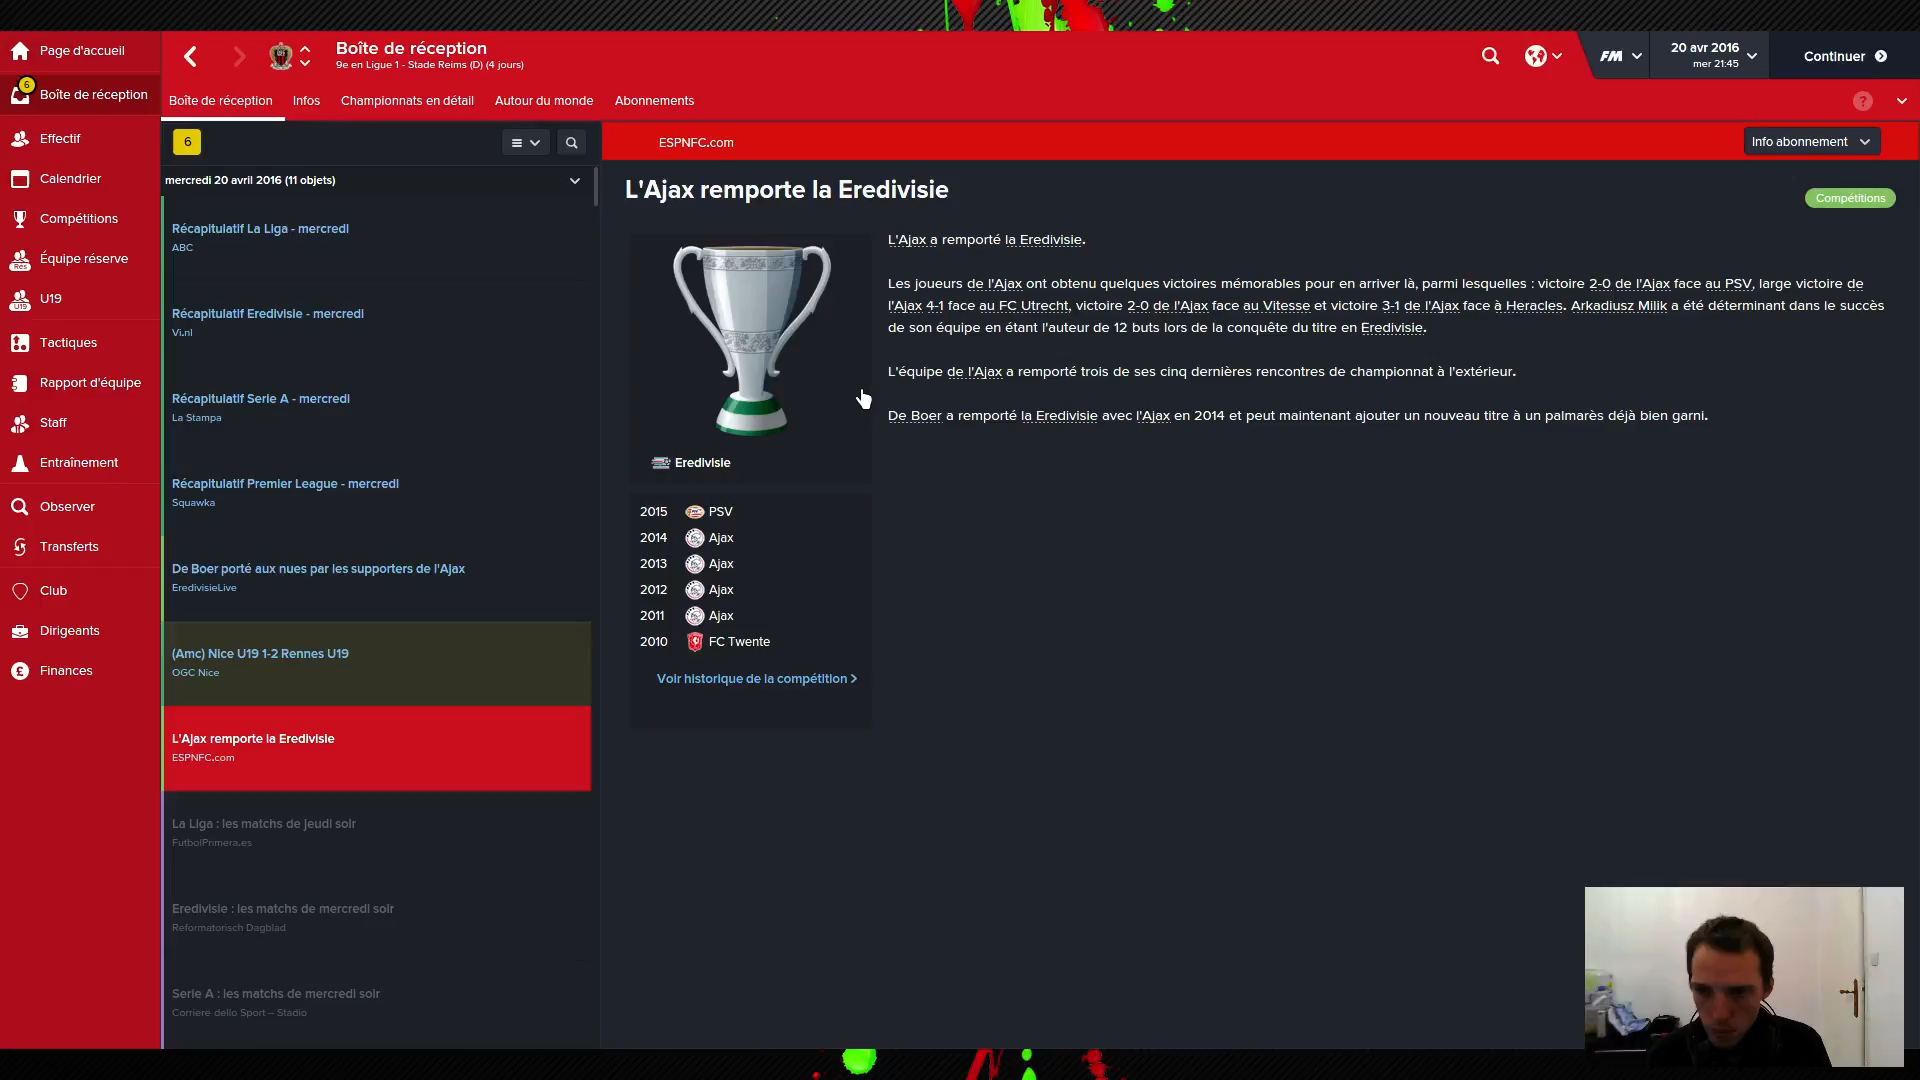 Page d'accueil
6
Boîte de réception
Effectif
Calendrier
Compétitions
Rés
Équipe réserve
U19
U19
Tactiques
Rapport d'équipe
Staff
Entraînement
Observer
Transferts
Club
Dirigeants
£
Finances
Boîte de réception
9e en Ligue 1 - Stade Reims (D) (4 jours)
FM
20 avr 2016
mer 21:45
Continuer
Boîte de réception
Infos
Championnats en détail
Autour du monde
Abonnements
?
6
mercredi 20 avril 2016 (11 objets)
Récapitulatif La Liga - mercredi
ABC
Récapitulatif Eredivisie - mercredi
Vi.nl
Récapitulatif Serie A - mercredi
La Stampa
Récapitulatif Premier League - mercredi
Squawka
De Boer porté aux nues par les supporters de l'Ajax
EredivisieLive
(Amc) Nice U19 1-2 Rennes U19
OGC Nice
L'Ajax remporte la Eredivisie
ESPNFC.com
La Liga : les matchs de jeudi soir
FutbolPrimera.es
Eredivisie : les matchs de mercredi soir
Reformatorisch Dagblad
Serie A : les matchs de mercredi soir
Corriere dello Sport – Stadio
ESPNFC.com
Info abonnement
L'Ajax remporte la Eredivisie
Compétitions
L'Ajax a remporté la Eredivisie.
Les joueurs de l'Ajax ont obtenu quelques victoires mémorables pour en arriver là, parmi lesquelles : victoire 2-0 de l'Ajax face au PSV, large victoire de
l'Ajax 4-1 face au FC Utrecht, victoire 2-0 de l'Ajax face au Vitesse et victoire 3-1 de l'Ajax face à Heracles. Arkadiusz Milik a été déterminant dans le succès
de son équipe en étant l'auteur de 12 buts lors de la conquête du titre en Eredivisie.
L'équipe de l'Ajax a remporté trois de ses cinq dernières rencontres de championnat à l'extérieur.
De Boer a remporté la Eredivisie avec l'Ajax en 2014 et peut maintenant ajouter un nouveau titre à un palmarès déjà bien garni.
Eredivisie
2015 PSV
2014 Ajax
2013 Ajax
2012 Ajax
2011 Ajax
2010 FC Twente
Voir historique de la compétition >